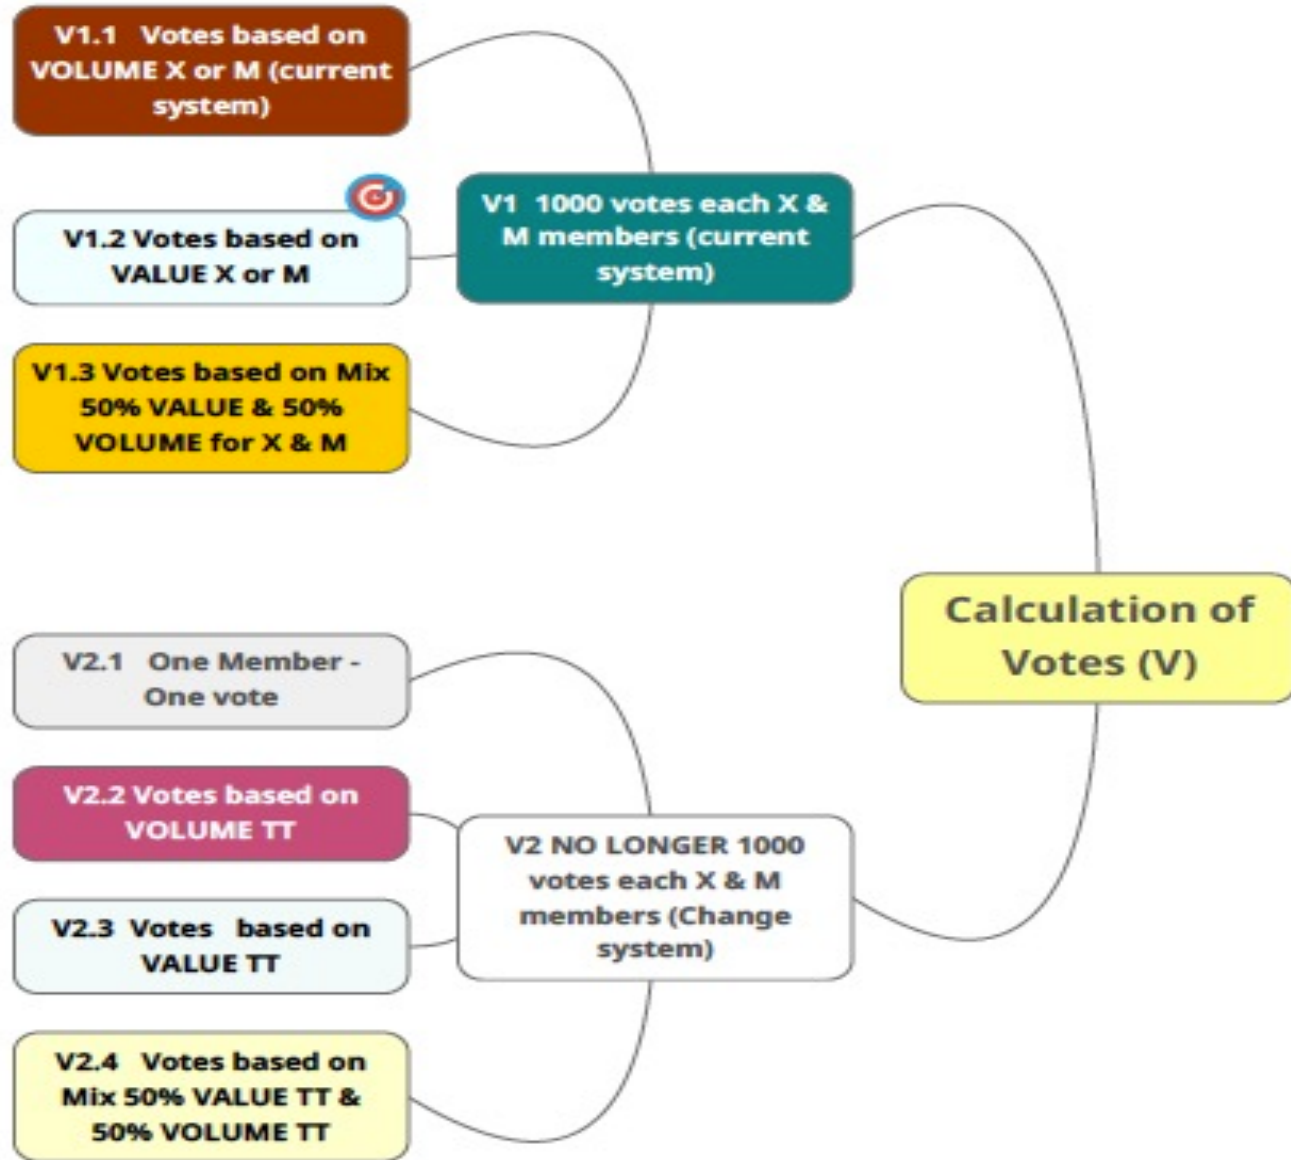 V1.1 Votes based on
VOLUME X or M (current
system)
V1.2 Votes based on
VALUE X or M
V1.3 Votes based on Mix
50% VALUE & 50%
VOLUME for X & M
V1 1000 votes each X &
M members (current
system)
Calculation of
Votes (V)
V2.1 One Member -
One vote
V2.2 Votes based on
VOLUME TT
V2.3 Votes based on
VALUE TT
V2.4 Votes based on
Mix 50% VALUE TT &
50% VOLUME TT
V2 NO LONGER 1000
votes each X & M
members (Change
system)